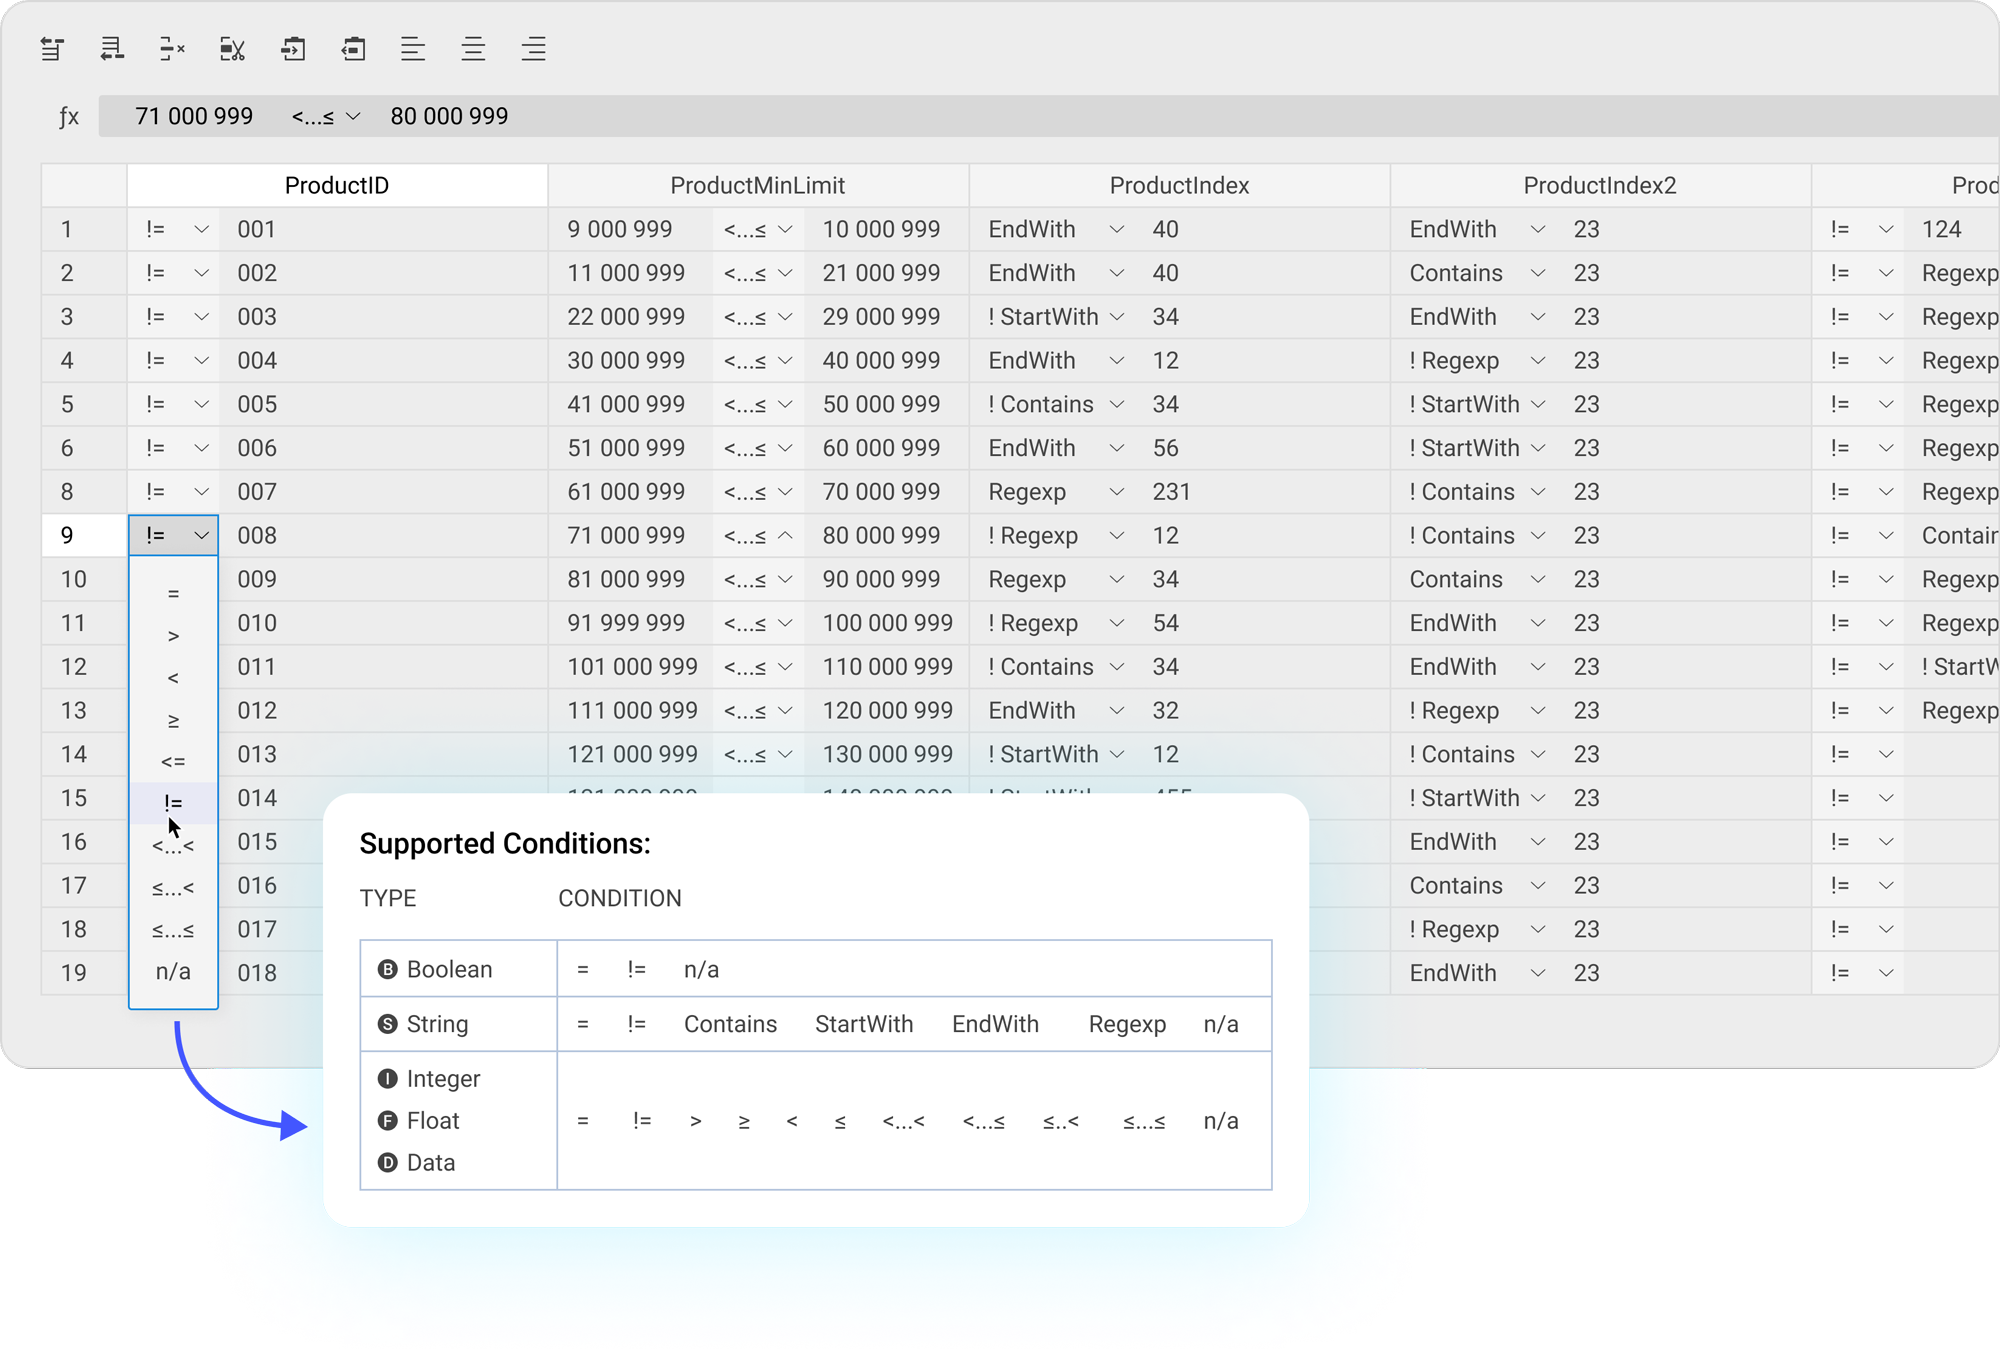 ƒx 71 000 999 <...≤ 80 000 999
ProductID ProductMinLimit ProductIndex ProductIndex2 Prod
1 != 001 9 000 999 <...≤ 10 000 999 EndWith 40 EndWith 23 != 124
2 != 002 11 000 999 <...≤ 21 000 999 EndWith 40 Contains 23 != Regexp
3 != 003 22 000 999 <...≤ 29 000 999 ! StartWith 34 EndWith 23 != Regexp
4 != 004 30 000 999 <...≤ 40 000 999 EndWith 12 ! Regexp 23 != Regexp
5 != 005 41 000 999 <...≤ 50 000 999 ! Contains 34 ! StartWith 23 != Regexp
6 != 006 51 000 999 <...≤ 60 000 999 EndWith 56 ! StartWith 23 != Regexp
8 != 007 61 000 999 <...≤ 70 000 999 Regexp 231 ! Contains 23 != Regexp
9 != 008 71 000 999 <...≤ 80 000 999 ! Regexp 12 ! Contains 23 != Contain
10 009 81 000 999 <...≤ 90 000 999 Regexp 34 Contains 23 != Regexp
11 010 91 999 999 <...≤ 100 000 999 ! Regexp 54 EndWith 23 != Regexp
12 011 101 000 999 <...≤ 110 000 999 ! Contains 34 EndWith 23 != ! StartW
13 012 111 000 999 <...≤ 120 000 999 EndWith 32 ! Regexp 23 != Regexp
14 013 121 000 999 <...≤ 130 000 999 ! StartWith 12 ! Contains 23 !=
15 014 ! StartWith 23 !=
16 015 EndWith 23 !=
17 016 Contains 23 !=
18 017 ! Regexp 23 !=
19 018 EndWith 23 !=
=
>
<
≥
<=
!=
<...<
≤...<
≤...≤
n/a
Supported Conditions:
TYPE CONDITION
B Boolean = != n/a
S String = != Contains StartWith EndWith Regexp n/a
I Integer
F Float = != > ≥ < ≤ <...< <...≤ ≤..< ≤...≤ n/a
D Data